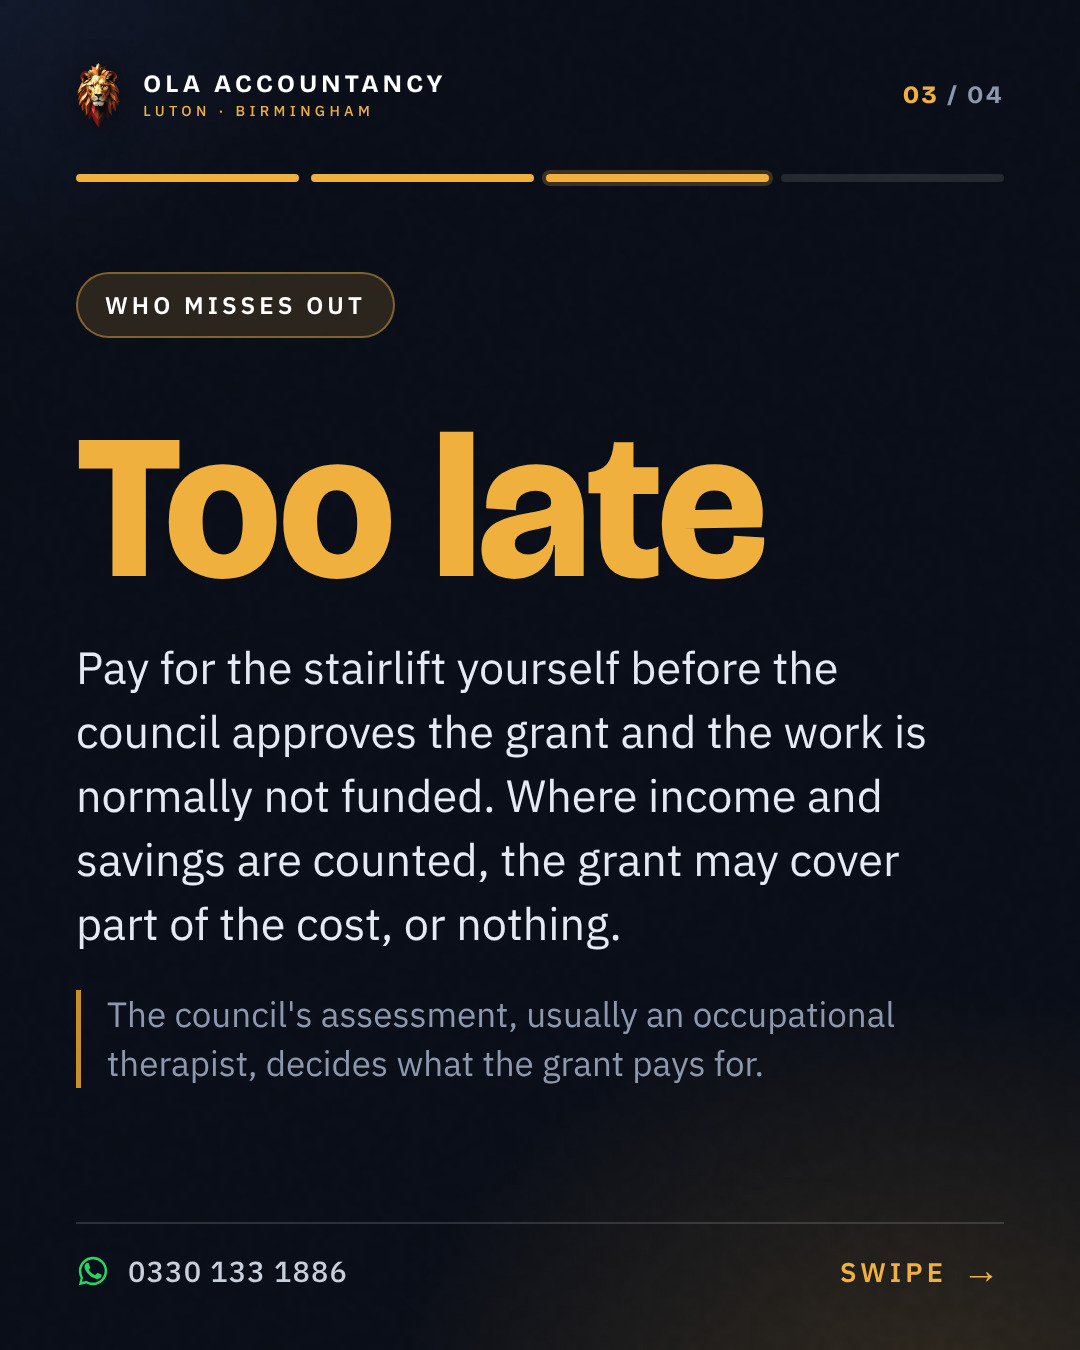 OLA ACCOUNTANCY
LUTON · BIRMINGHAM
03 / 04
WHO MISSES OUT
Too late
Pay for the stairlift yourself before the
council approves the grant and the work is
normally not funded. Where income and
savings are counted, the grant may cover
part of the cost, or nothing.
The council's assessment, usually an occupational
therapist, decides what the grant pays for.
0330 133 1886
SWIPE →